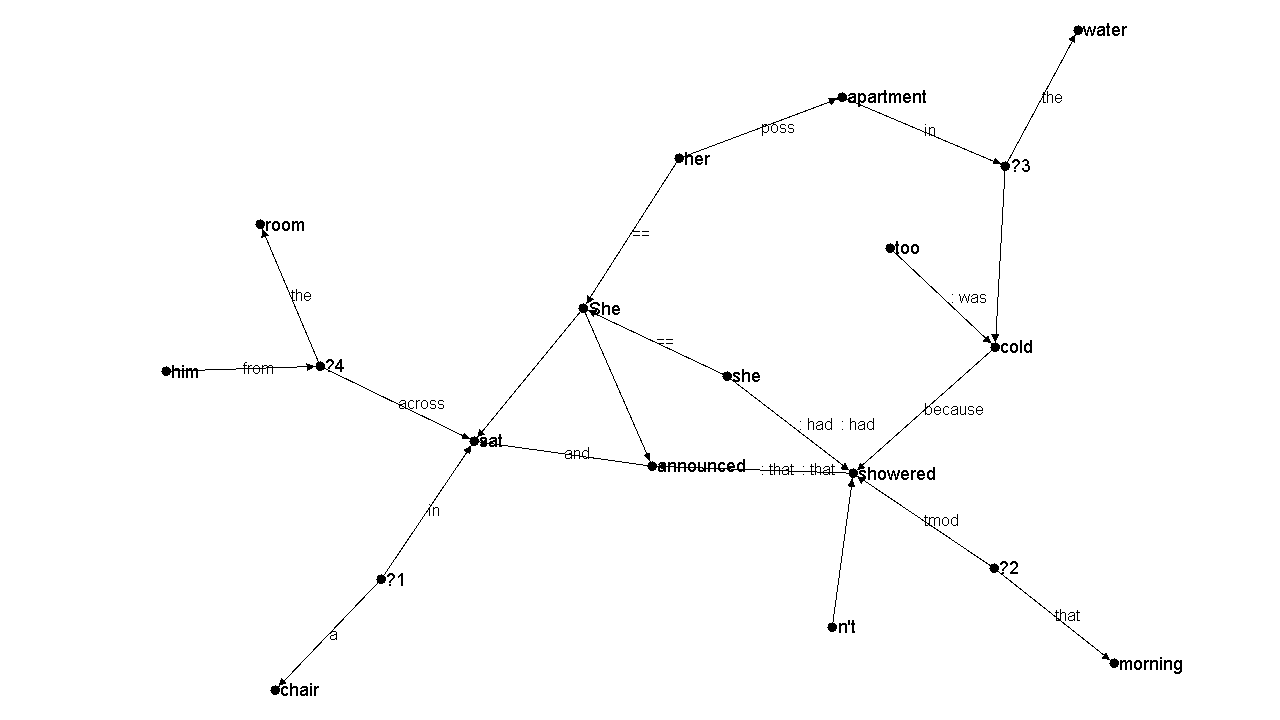 water
apartment
the
poss
in
her
?3
room
==
too
the
: was
She
==
cold
him
from
?4
she
across
because
: had : had
sat
and
announced
: that : that
showered
in
tmod
?1
?2
that
a
n't
morning
chair